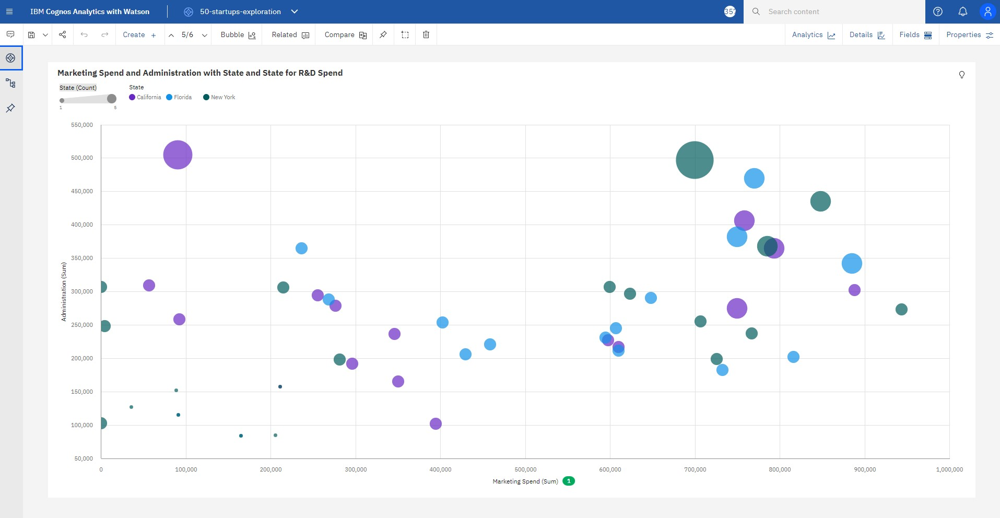 IBM Cognos Analytics with Watson
50-startups-exploration
357
Search content
Create
5/6
Bubble
Related
Compare
Analytics
Details
Fields
Properties
Marketing Spend and Administration with State and State for R&D Spend
State (Count)
1
State
California
Florida
New York
550,000
500,000
450,000
400,000
350,000
300,000
250,000
200,000
150,000
100,000
50,000
Administration (Sum)
0
100,000
200,000
300,000
400,000
500,000
600,000
700,000
800,000
900,000
1,000,000
Marketing Spend (Sum)
1